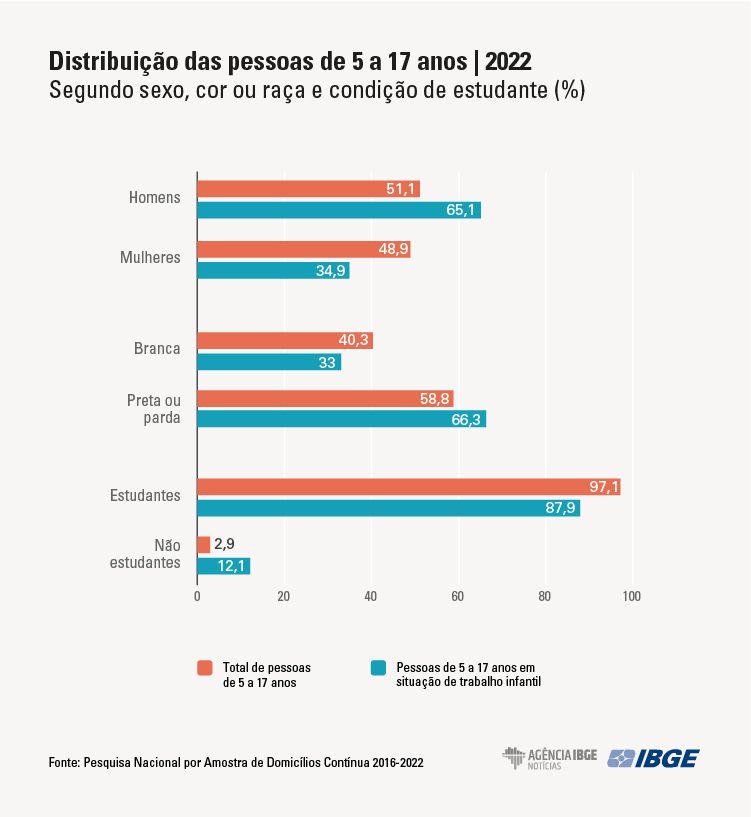 Distribuição das pessoas de 5 a 17 anos | 2022
Segundo sexo, cor ou raça e condição de estudante (%)
Homens
51,1
65,1
Mulheres
48,9
34,9
Branca
40,3
33
Preta ou
parda
58,8
66,3
Estudantes
97,1
87,9
Não
estudantes
2,9
12,1
0 20 40 60 80 100
Total de pessoas
de 5 a 17 anos
Pessoas de 5 a 17 anos em
situação de trabalho infantil
Fonte: Pesquisa Nacional por Amostra de Domicílios Contínua 2016-2022
AGÊNCIA IBGE
NOTÍCIAS
IBGE